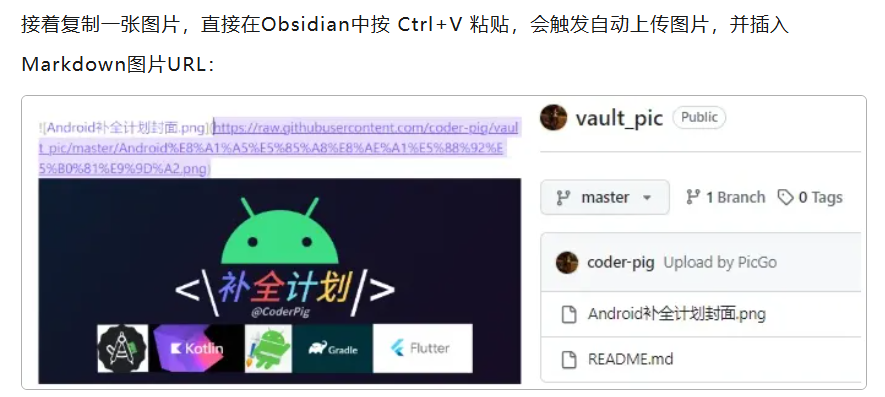 接着复制一张图片，直接在Obsidian中按 Ctrl+V 粘贴，会触发自动上传图片，并插入
Markdown图片URL：
![Android补全计划封面.png](https://raw.githubusercontent.com/coder-pig/vaul
t_pic/master/Android%E8%A1%A5%E5%85%A8%E8%AE%A1%E5%88%92%E
5%B0%81%E9%9D%A2.png)
<\补全计划/>
@CoderPig
Kotlin
Gradle
Flutter
vault_pic Public
master
1 Branch
0 Tags
coder-pig Upload by PicGo
Android补全计划封面.png
README.md